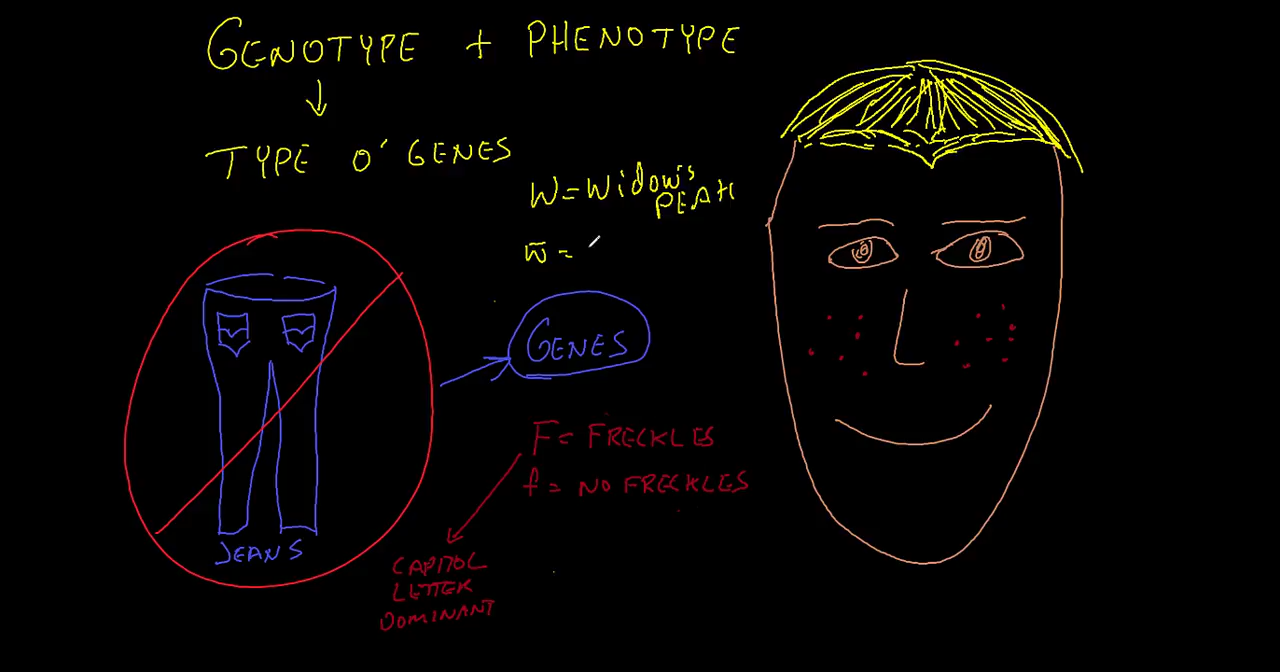 GENOTYPE + PHENOTYPE
TYPE O' GENES
W = WIDOW'S
PEAK
w̄ =
GENES
F = FRECKLES
f = NO FRECKLES
JEANS
CAPITOL
LETTER
DOMINANT